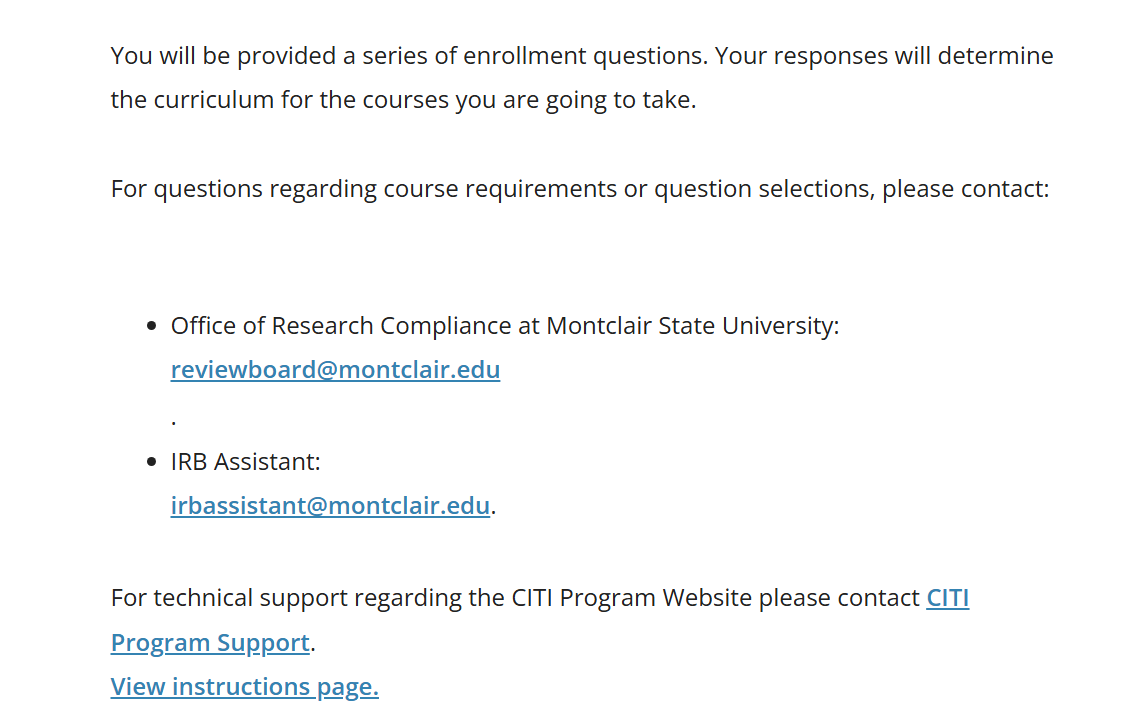 You will be provided a series of enrollment questions. Your responses will determine
the curriculum for the courses you are going to take.
For questions regarding course requirements or question selections, please contact:
• Office of Research Compliance at Montclair State University:
reviewboard@montclair.edu
.
• IRB Assistant:
irbassistant@montclair.edu.
For technical support regarding the CITI Program Website please contact CITI
Program Support.
View instructions page.